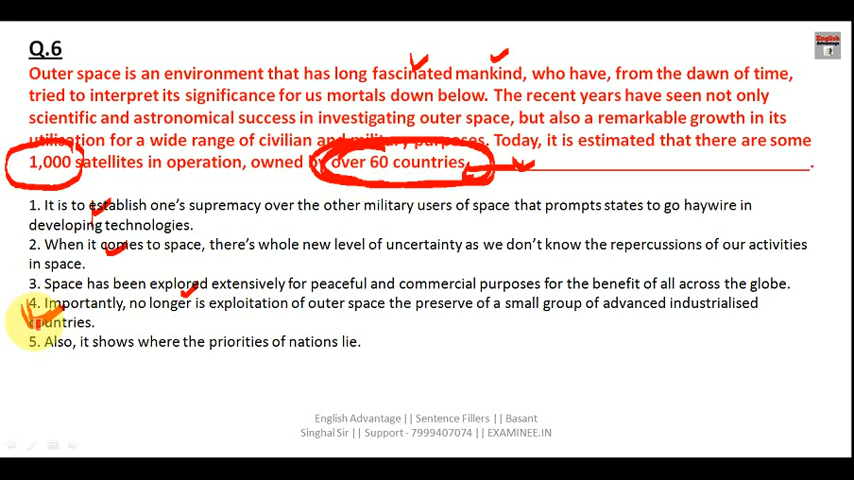 English
Advantage
Q.6
Outer space is an environment that has long fascinated mankind, who have, from the dawn of time,
tried to interpret its significance for us mortals down below. The recent years have seen not only
scientific and astronomical success in investigating outer space, but also a remarkable growth in its
utilisation for a wide range of civilian and military purposes. Today, it is estimated that there are some
1,000 satellites in operation, owned by over 60 countries. ______________________________.
1. It is to establish one's supremacy over the other military users of space that prompts states to go haywire in
developing technologies.
2. When it comes to space, there's whole new level of uncertainty as we don't know the repercussions of our activities
in space.
3. Space has been explored extensively for peaceful and commercial purposes for the benefit of all across the globe.
4. Importantly, no longer is exploitation of outer space the preserve of a small group of advanced industrialised
countries.
5. Also, it shows where the priorities of nations lie.
English Advantage || Sentence Fillers || Basant
Singhal Sir || Support - 7999407074 || EXAMINEE.IN